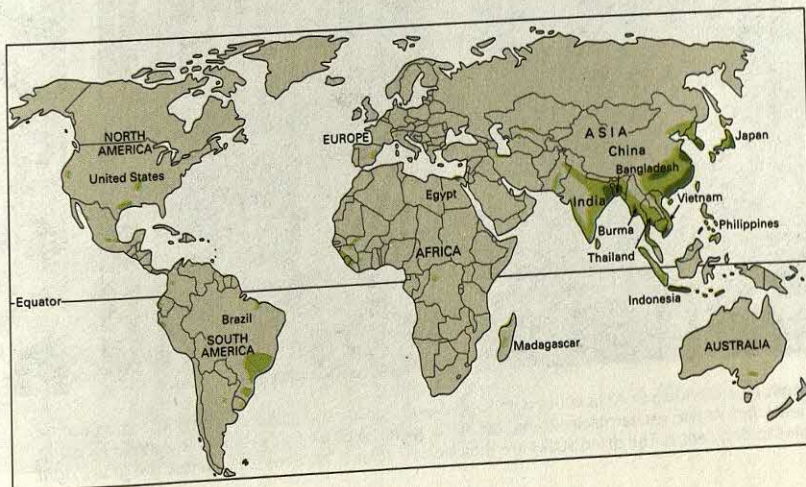 NORTH
AMERICA
United States
EUROPE
ASIA
China
Japan
Bangladesh
Egypt
India
Vietnam
Burma
Philippines
Thailand
AFRICA
Equator
Indonesia
Brazil
SOUTH
AMERICA
Madagascar
AUSTRALIA